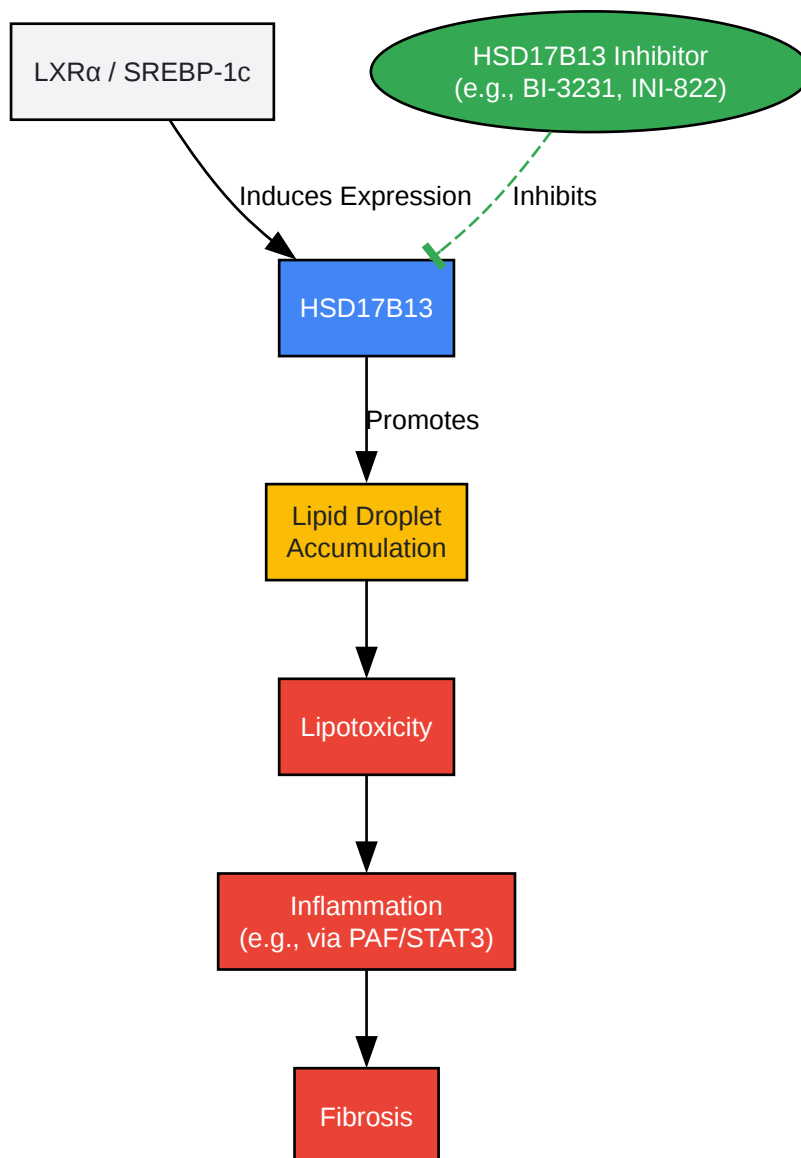 LXRα / SREBP-1c
HSD17B13 Inhibitor
(e.g., BI-3231, INI-822)
Induces Expression
Inhibits
HSD17B13
Promotes
Lipid Droplet
Accumulation
Lipotoxicity
Inflammation
(e.g., via PAF/STAT3)
Fibrosis